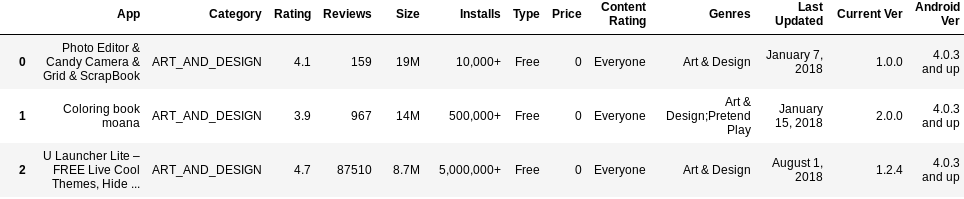 App Category Rating Reviews Size Installs Type Price Content Rating Genres Last Updated Current Ver Android Ver
0 Photo Editor & Candy Camera & Grid & ScrapBook ART_AND_DESIGN 4.1 159 19M 10,000+ Free 0 Everyone Art & Design January 7, 2018 1.0.0 4.0.3 and up
1 Coloring book moana ART_AND_DESIGN 3.9 967 14M 500,000+ Free 0 Everyone Art & Design;Pretend Play January 15, 2018 2.0.0 4.0.3 and up
2 U Launcher Lite – FREE Live Cool Themes, Hide ... ART_AND_DESIGN 4.7 87510 8.7M 5,000,000+ Free 0 Everyone Art & Design August 1, 2018 1.2.4 4.0.3 and up